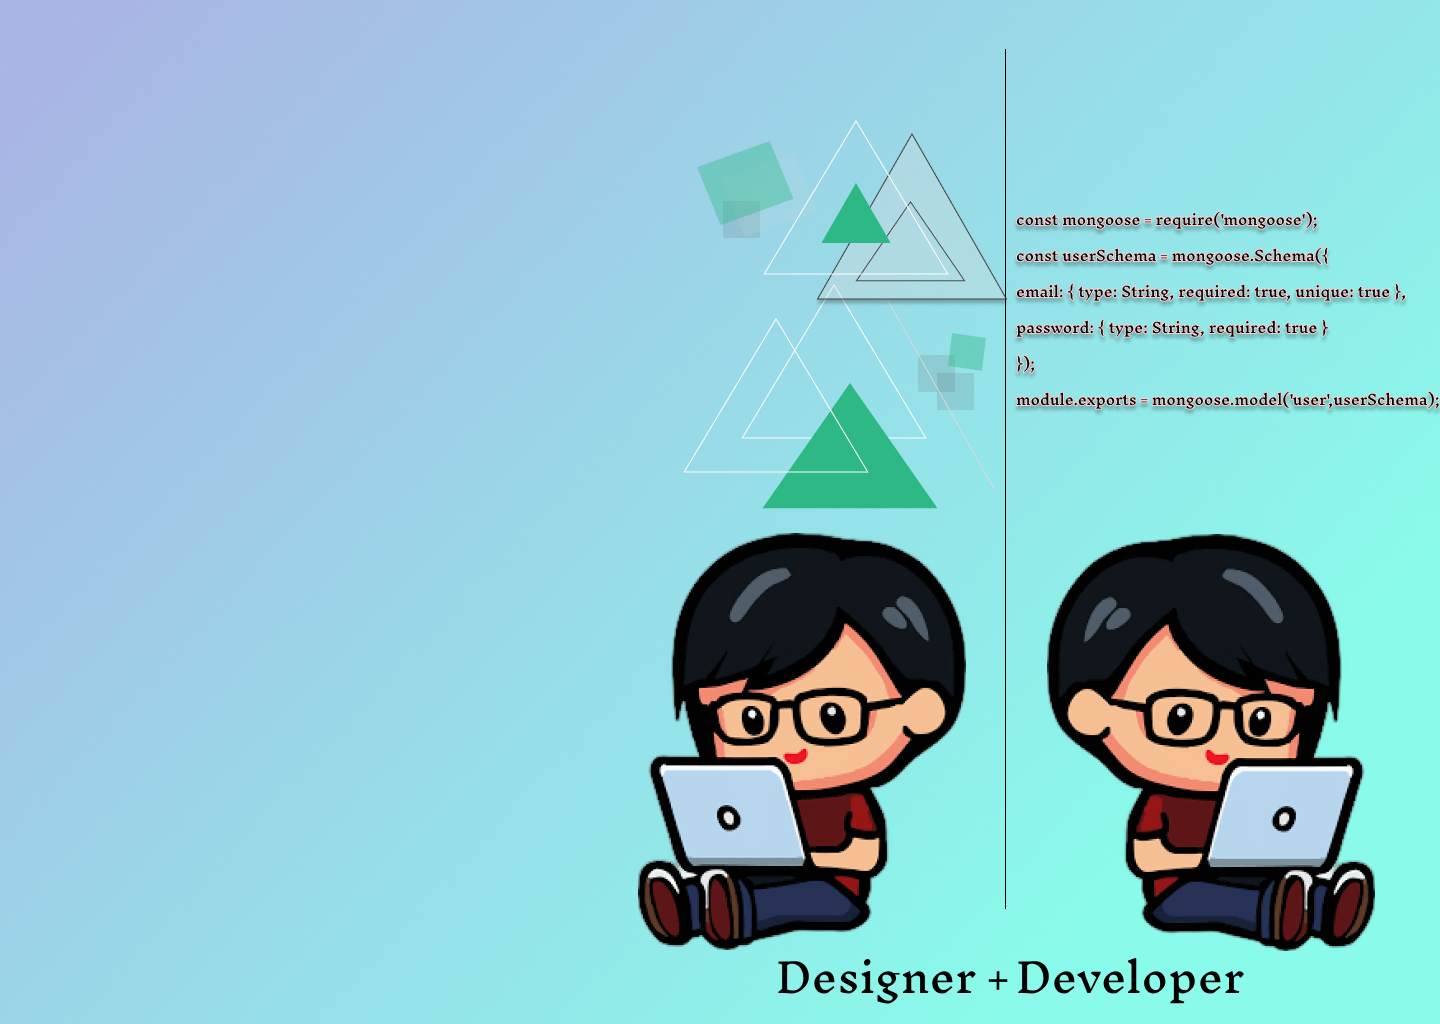 const mongoose = require('mongoose');
const userSchema = mongoose.Schema({
email: { type: String, required: true, unique: true },
password: { type: String, required: true }
});
module.exports = mongoose.model('user',userSchema);
Designer + Developer